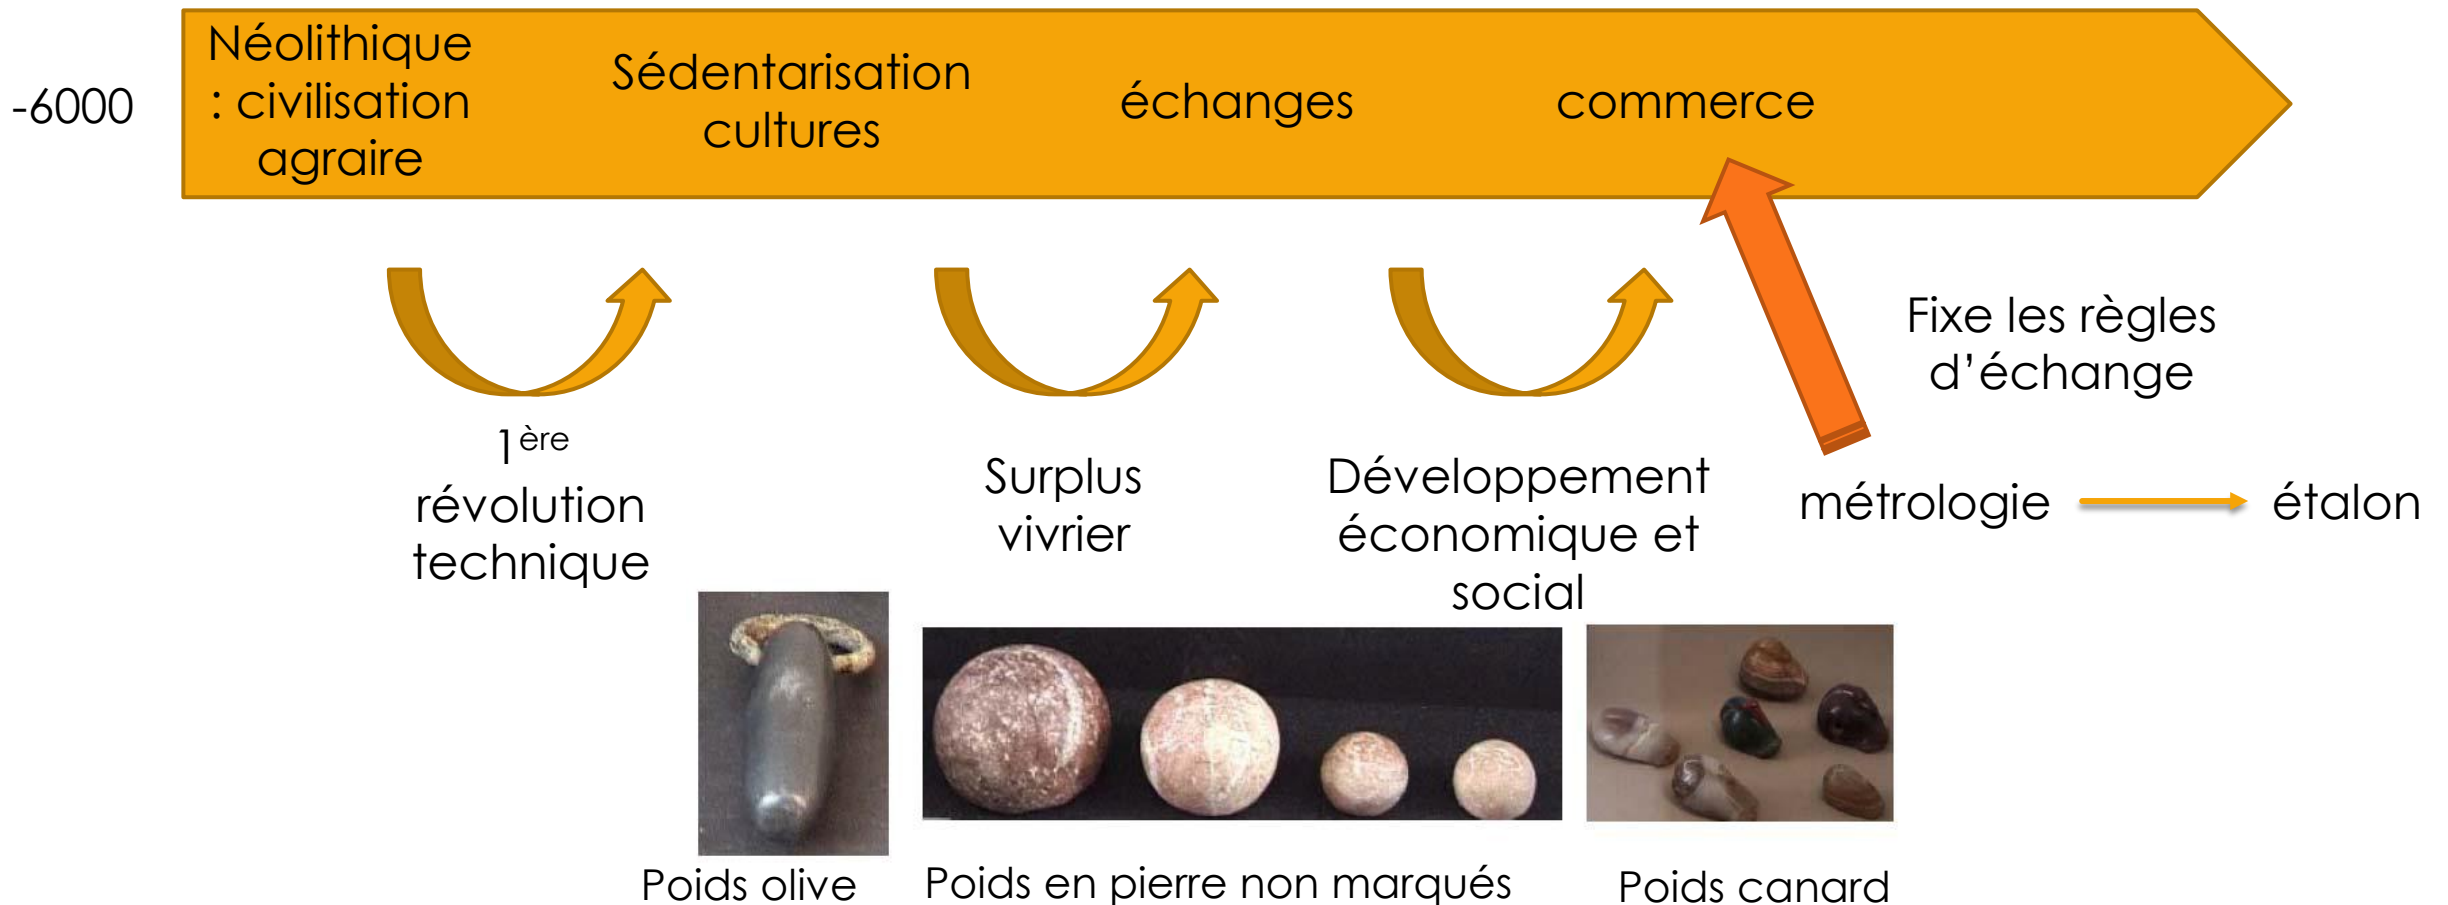 -6000
Néolithique
: civilisation
agraire
Sédentarisation
cultures
échanges
commerce
Fixe les règles
d’échange
1ère
révolution
technique
Surplus
vivrier
Développement
économique et
social
métrologie
étalon
Poids olive
Poids en pierre non marqués
Poids canard